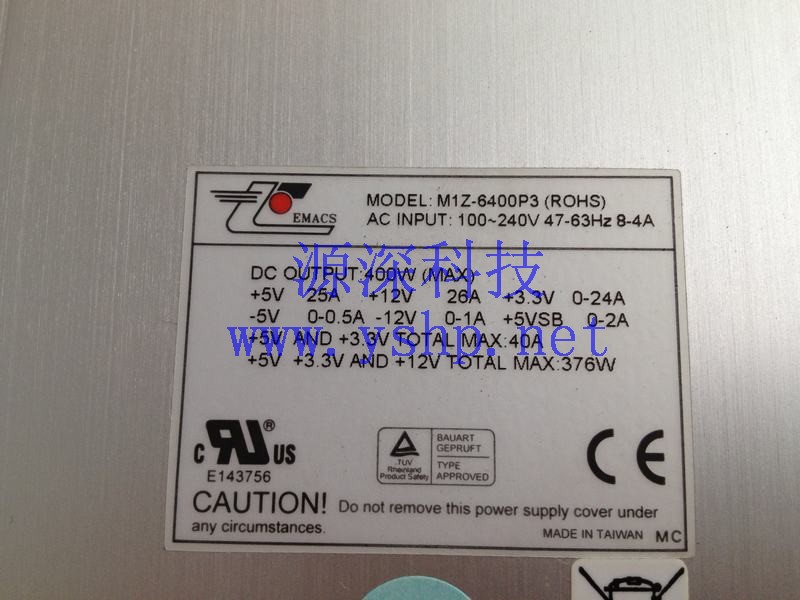 EMACS
MODEL: M1Z-6400P3 (ROHS)
AC INPUT: 100~240V 47-63Hz 8-4A
源深科技
DC OUTPUT:400W (MAX)
+5V 25A +12V 26A +3.3V 0-24A
-5V 0-0.5A -12V 0-1A +5VSB 0-2A
www.yshp.net
+5V AND +3.3V TOTAL MAX:40A
+5V +3.3V AND +12V TOTAL MAX:376W
C RU ® US
E143756
TUV
Rheinland
Product Safety
BAUART
GEPRUFT
TYPE
APPROVED
CE
CAUTION! Do not remove this power supply cover under
any circumstances.
MADE IN TAIWAN MC